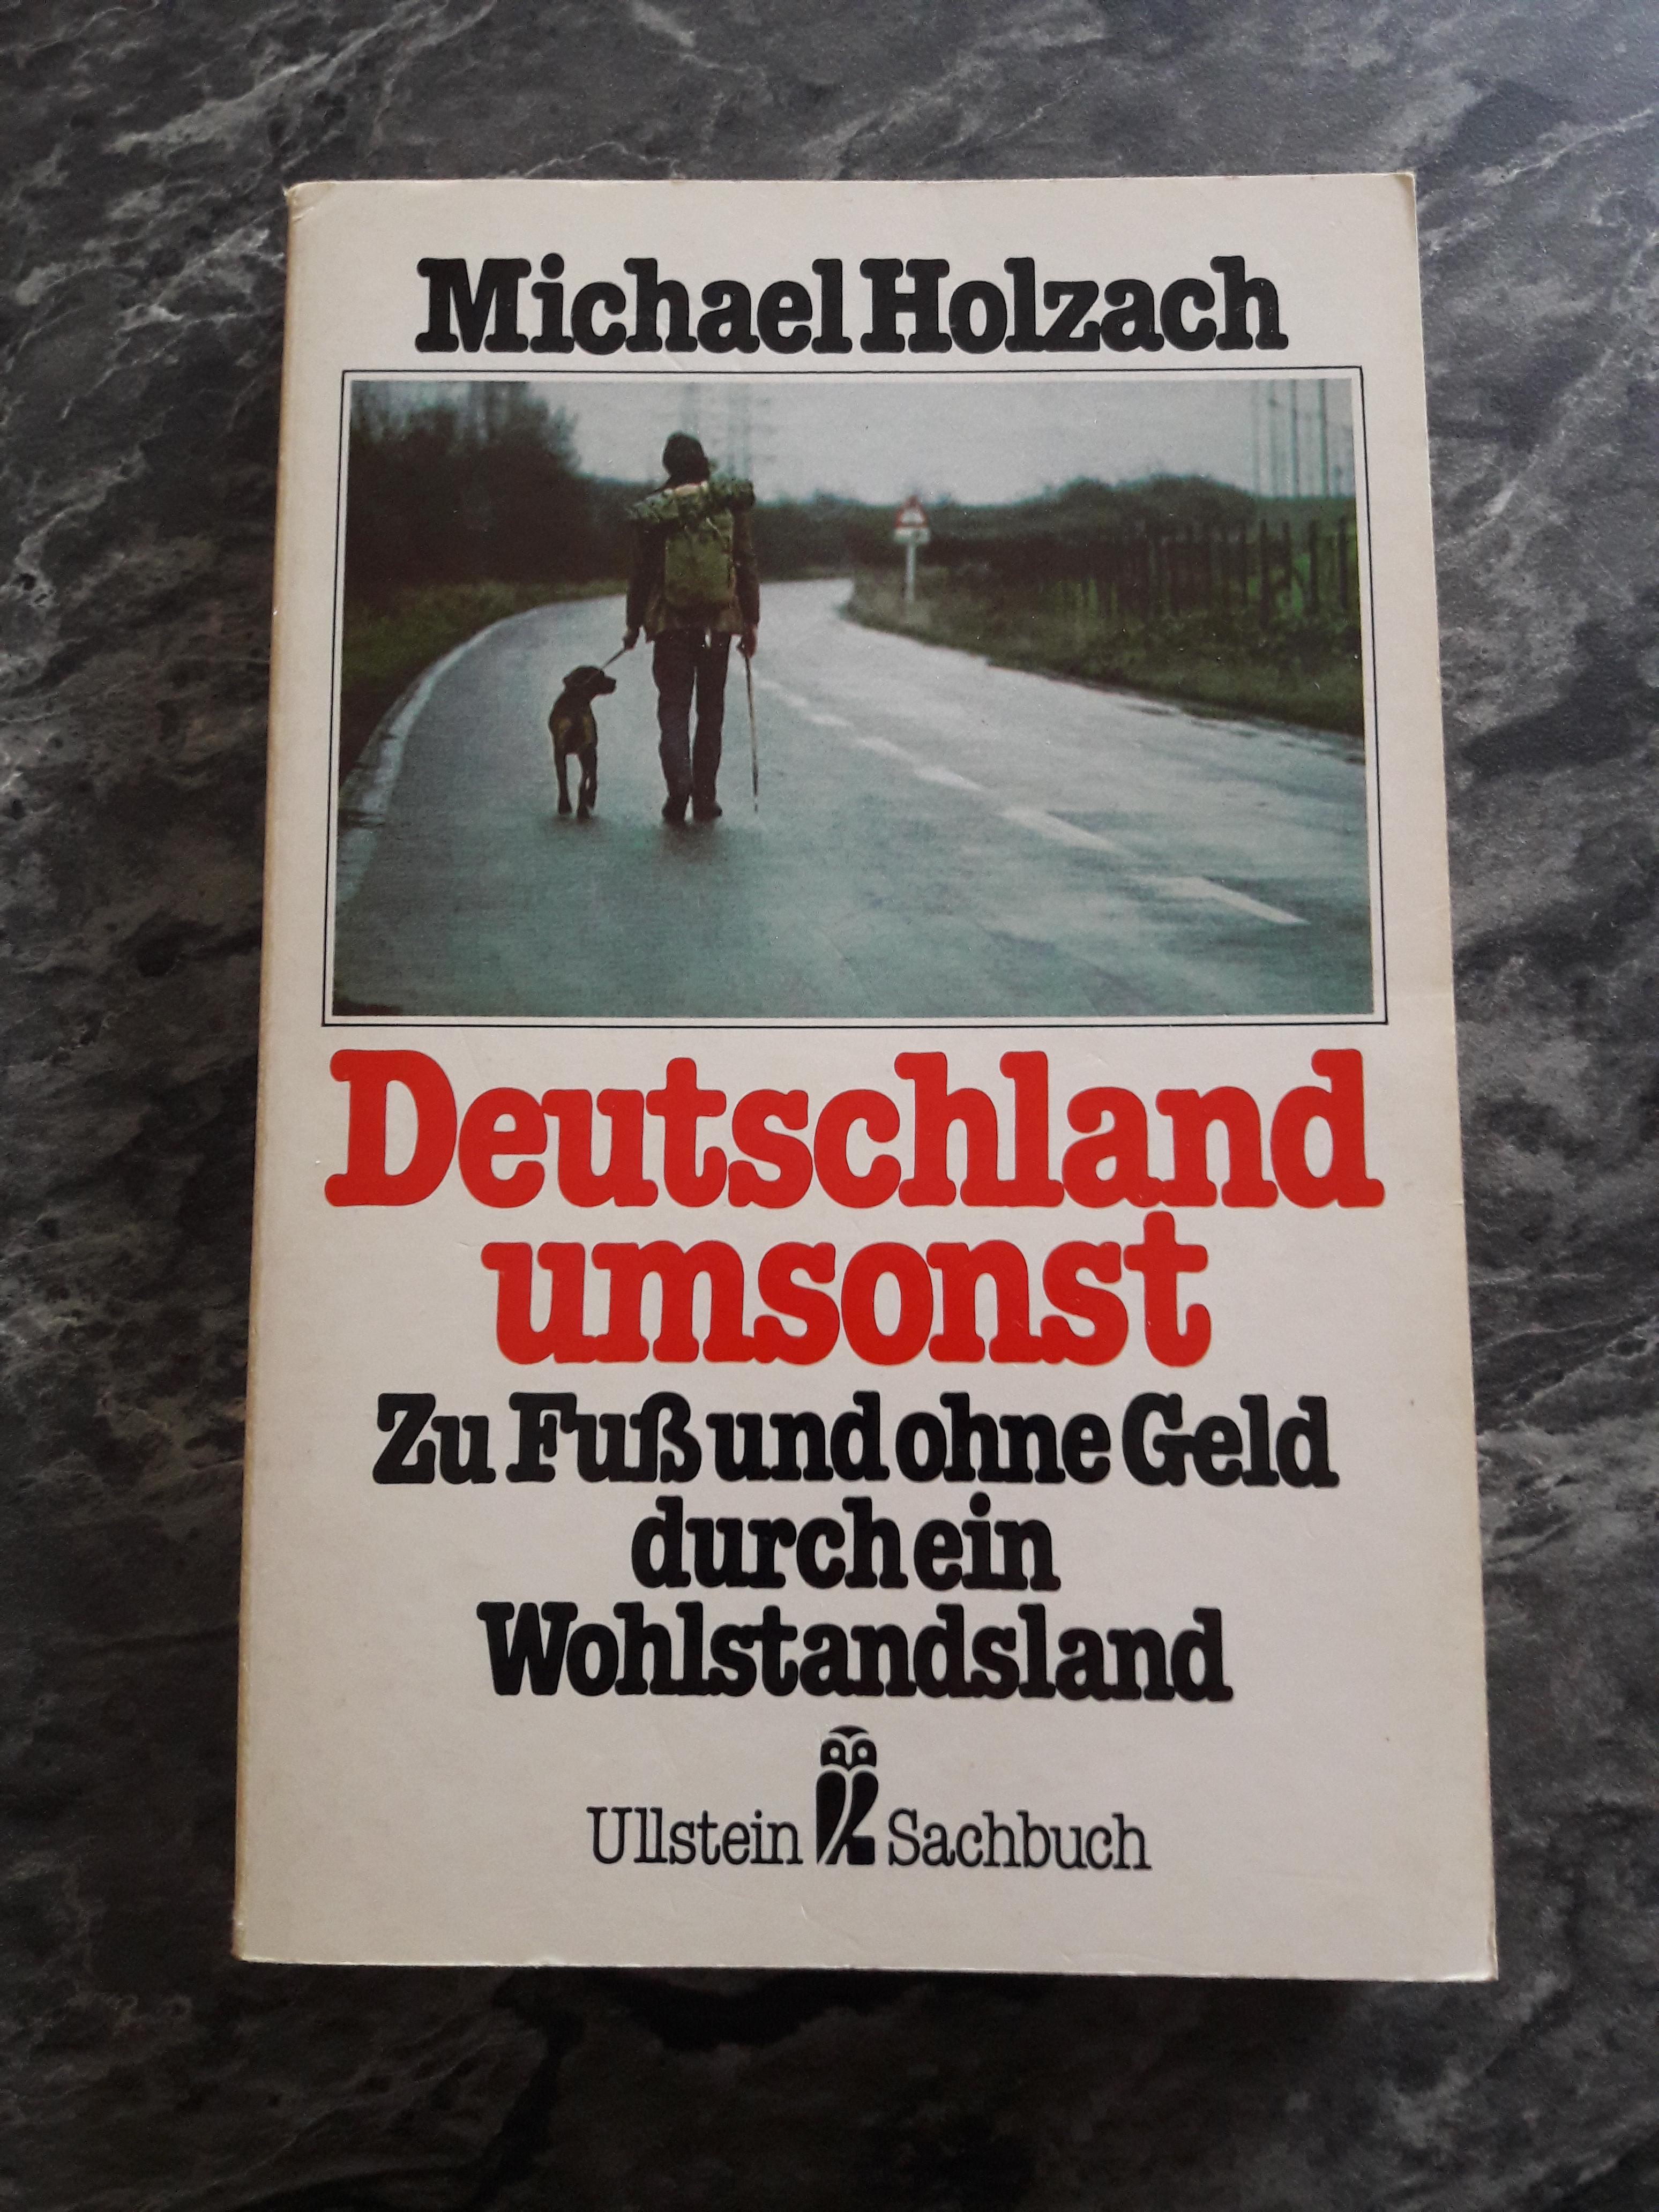 Michael Holzach
Deutschland
umsonst
Zu Fuß und ohne Geld
durch ein
Wohlstandsland
Ullstein Sachbuch